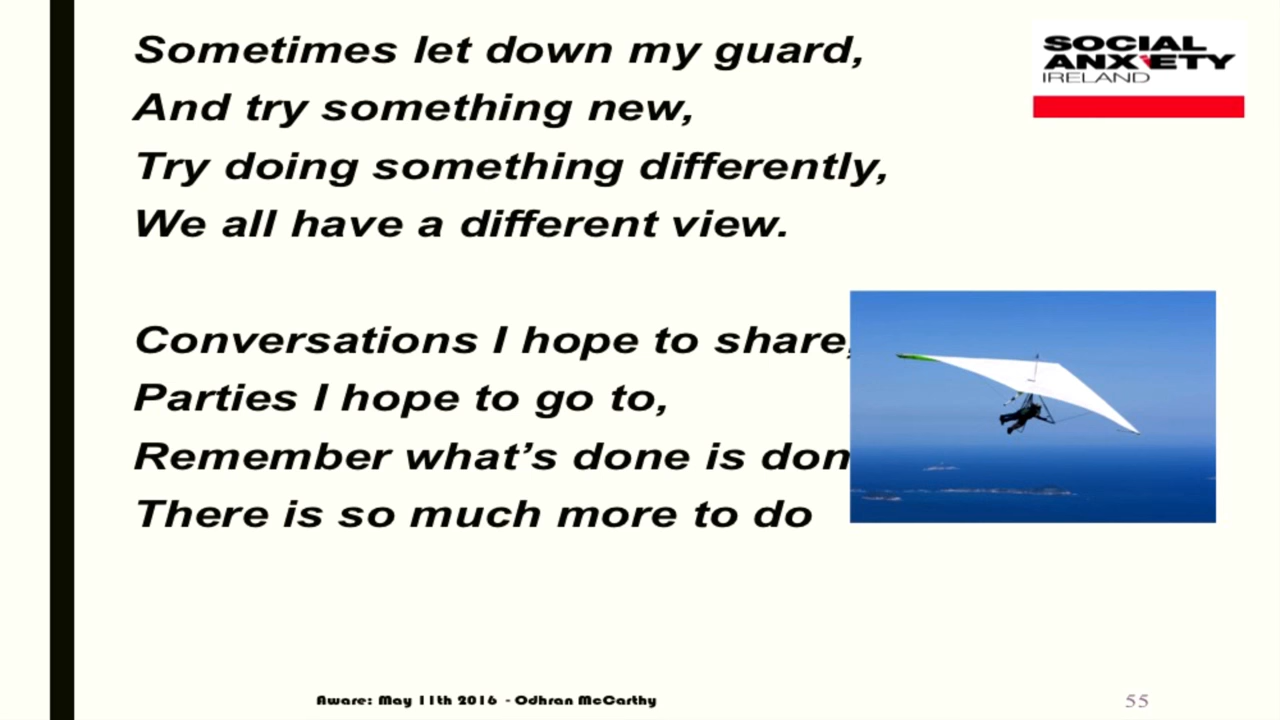 Sometimes let down my guard,
And try something new,
Try doing something differently,
We all have a different view.
Conversations I hope to share,
Parties I hope to go to,
Remember what's done is don
There is so much more to do
SOCIAL
ANXIETY
IRELAND
Aware: May 11th 2016 - Odhran McCarthy
55